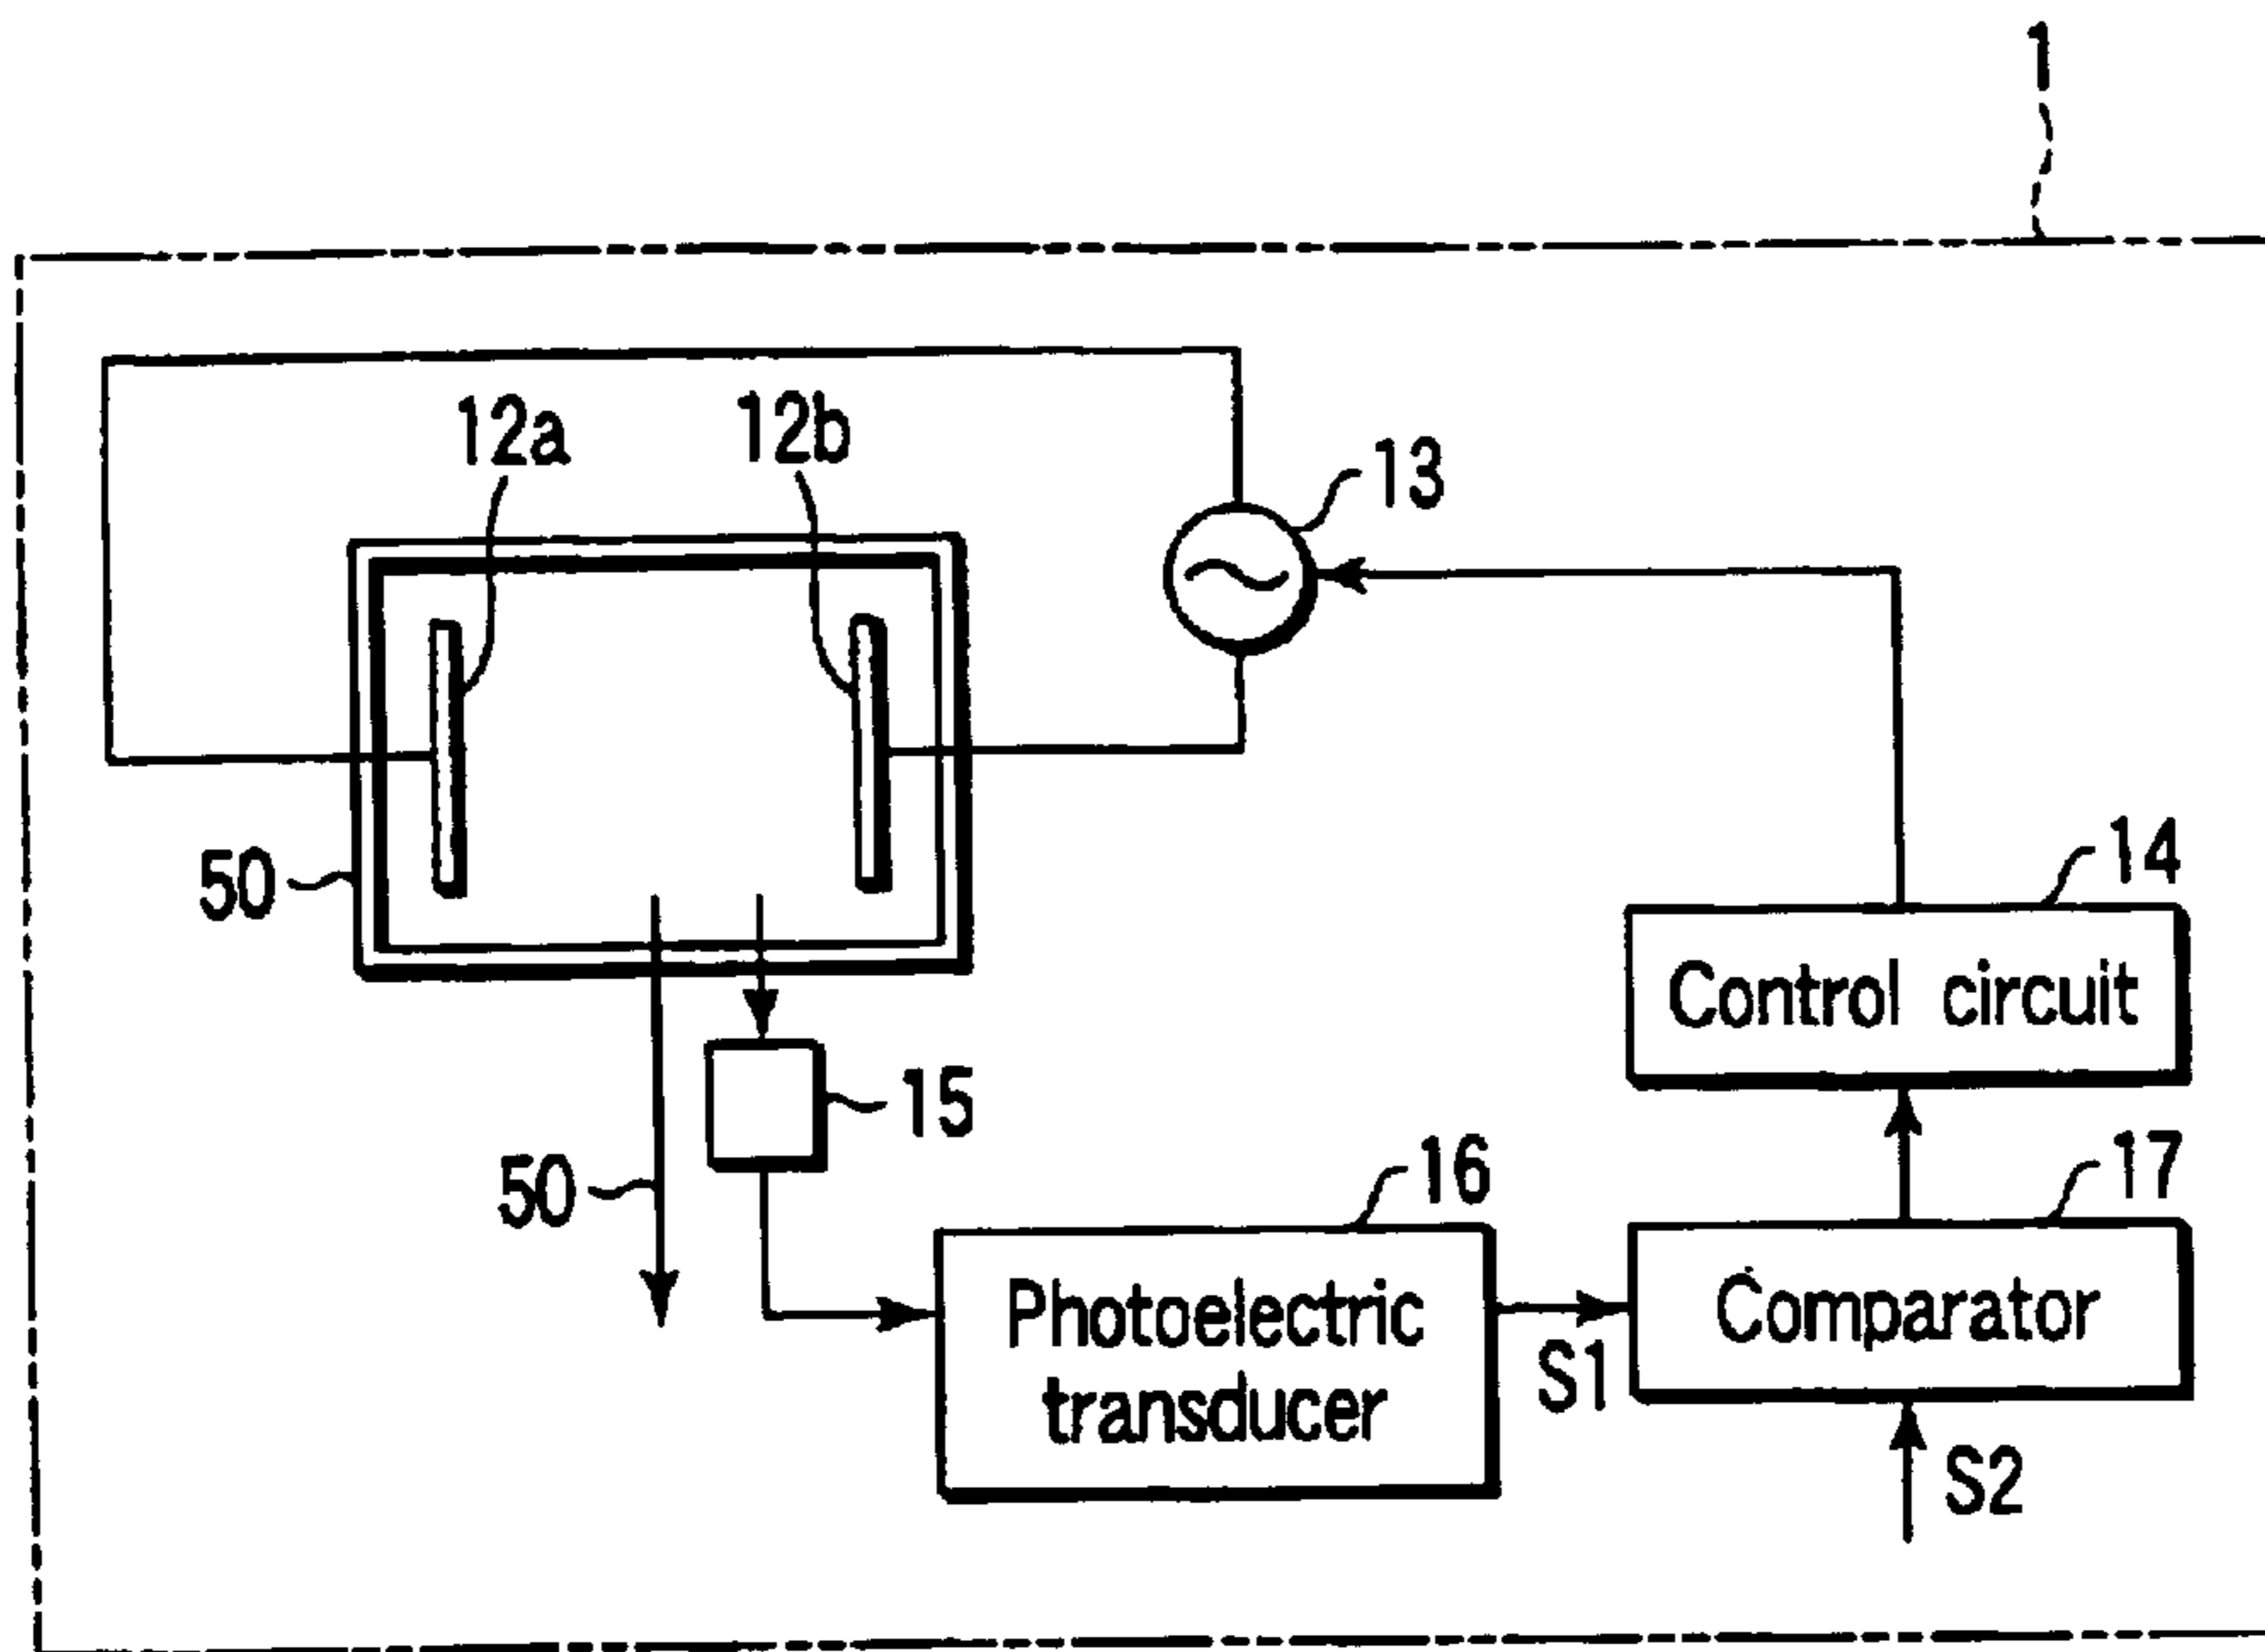 1
12a
12b
13
50
14
Control circuit
15
50
16
17
Photoelectric
transducer
S1
Comparator
S2